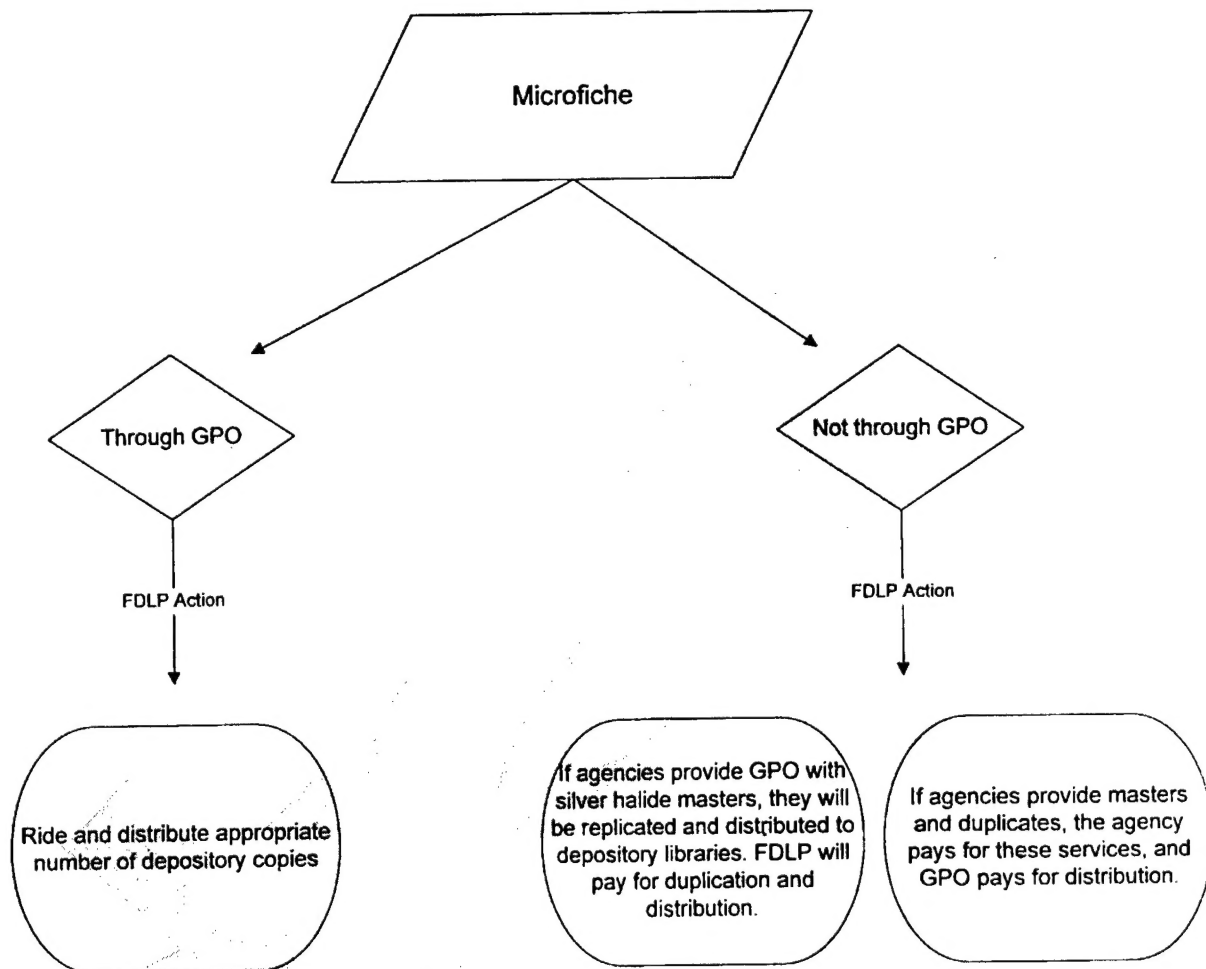 Microfiche
Through GPO
Not through GPO
FDLP Action
FDLP Action
Ride and distribute appropriate
number of depository copies
If agencies provide GPO with
silver halide masters, they will
be replicated and distributed to
depository libraries. FDLP will
pay for duplication and
distribution.
If agencies provide masters
and duplicates, the agency
pays for these services, and
GPO pays for distribution.